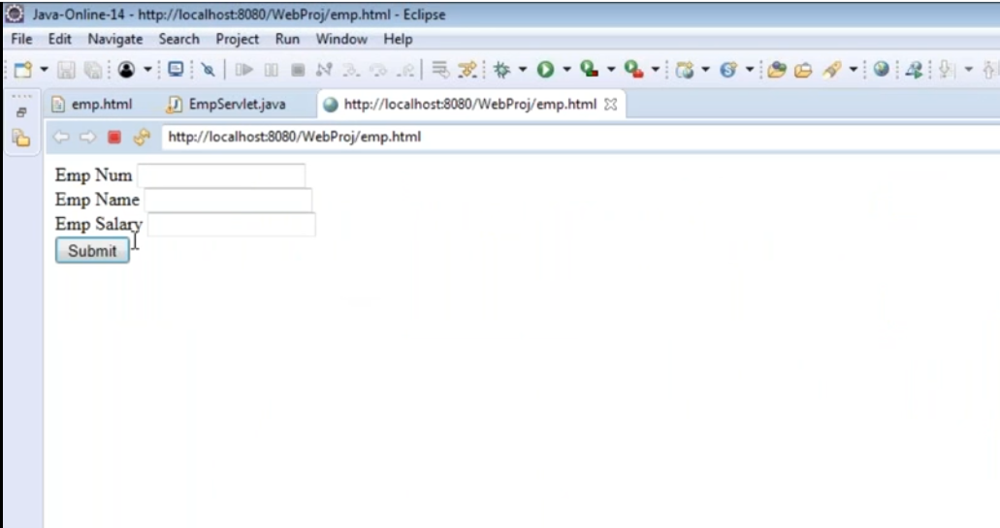 Java-Online-14 - http://localhost:8080/WebProj/emp.html - Eclipse
File Edit Navigate Search Project Run Window Help
emp.html EmpServlet.java http://localhost:8080/WebProj/emp.html
http://localhost:8080/WebProj/emp.html
Emp Num
Emp Name
Emp Salary
Submit